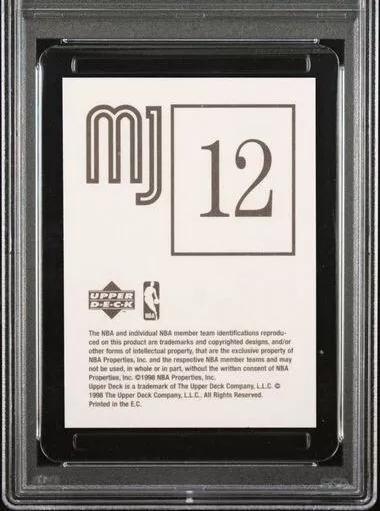 mj
12
UPPER
DECK
NBA
The NBA and individual NBA member team identifications reprodu-
ced on this product are trademarks and copyrighted designs, and/or
other forms of intellectual property, that are the exclusive property of
NBA Properties, Inc. and the respective NBA member teams and may
not be used, in whole or in part, without the written consent of NBA
Properties, Inc. ©1998 NBA Properties, Inc.
Upper Deck is a trademark of The Upper Deck Company, L.L.C. ©
1998 The Upper Deck Company, L.L.C.. All Rights Reserved.
Printed in the E.C.